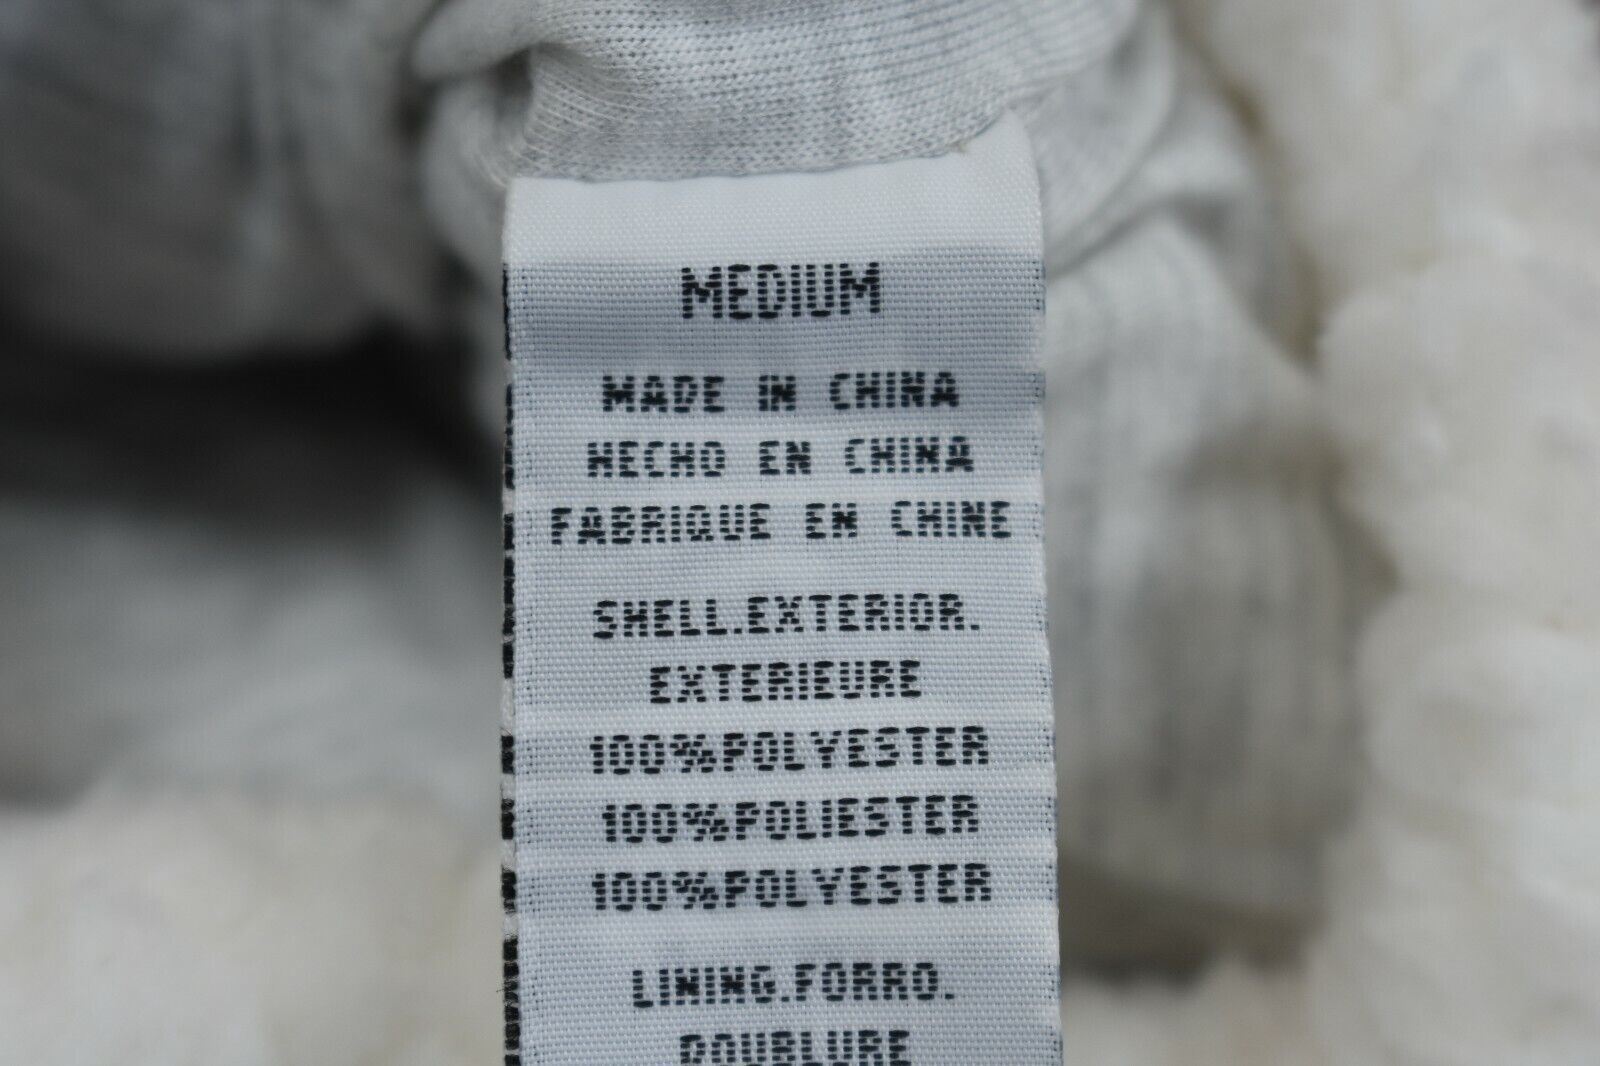 MEDIUM
MADE IN CHINA
HECHO EN CHINA
FABRIQUE EN CHINE
SHELL.EXTERIOR.
EXTERIEURE
100%POLYESTER
100%POLIESTER
100%POLYESTER
LINING.FORRO.
DOUBLURE